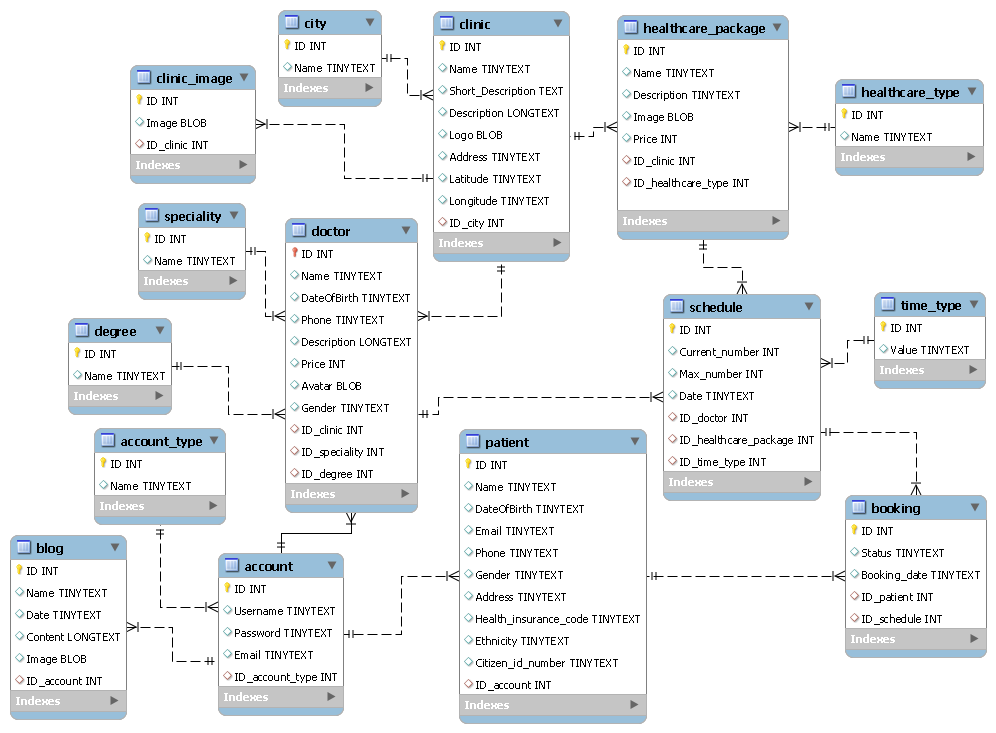 city
ID INT
Name TINYTEXT
Indexes
clinic
ID INT
Name TINYTEXT
Short_Description TEXT
Description LONGTEXT
Logo BLOB
Address TINYTEXT
Latitude TINYTEXT
Longitude TINYTEXT
ID_city INT
Indexes
healthcare_package
ID INT
Name TINYTEXT
Description TINYTEXT
Image BLOB
Price INT
ID_clinic INT
ID_healthcare_type INT
Indexes
clinic_image
ID INT
Image BLOB
ID_clinic INT
Indexes
healthcare_type
ID INT
Name TINYTEXT
Indexes
speciality
ID INT
Name TINYTEXT
Indexes
doctor
ID INT
Name TINYTEXT
DateOfBirth TINYTEXT
Phone TINYTEXT
Description LONGTEXT
Price INT
Avatar BLOB
Gender TINYTEXT
ID_clinic INT
ID_speciality INT
ID_degree INT
Indexes
schedule
ID INT
Current_number INT
Max_number INT
Date TINYTEXT
ID_doctor INT
ID_healthcare_package INT
ID_time_type INT
Indexes
time_type
ID INT
Value TINYTEXT
Indexes
degree
ID INT
Name TINYTEXT
Indexes
account_type
ID INT
Name TINYTEXT
Indexes
patient
ID INT
Name TINYTEXT
DateOfBirth TINYTEXT
Email TINYTEXT
Phone TINYTEXT
Gender TINYTEXT
Address TINYTEXT
Health_insurance_code TINYTEXT
Ethnicity TINYTEXT
Citizen_id_number TINYTEXT
ID_account INT
Indexes
booking
ID INT
Status TINYTEXT
Booking_date TINYTEXT
ID_patient INT
ID_schedule INT
Indexes
blog
ID INT
Name TINYTEXT
Date TINYTEXT
Content LONGTEXT
Image BLOB
ID_account INT
Indexes
account
ID INT
Username TINYTEXT
Password TINYTEXT
Email TINYTEXT
ID_account_type INT
Indexes